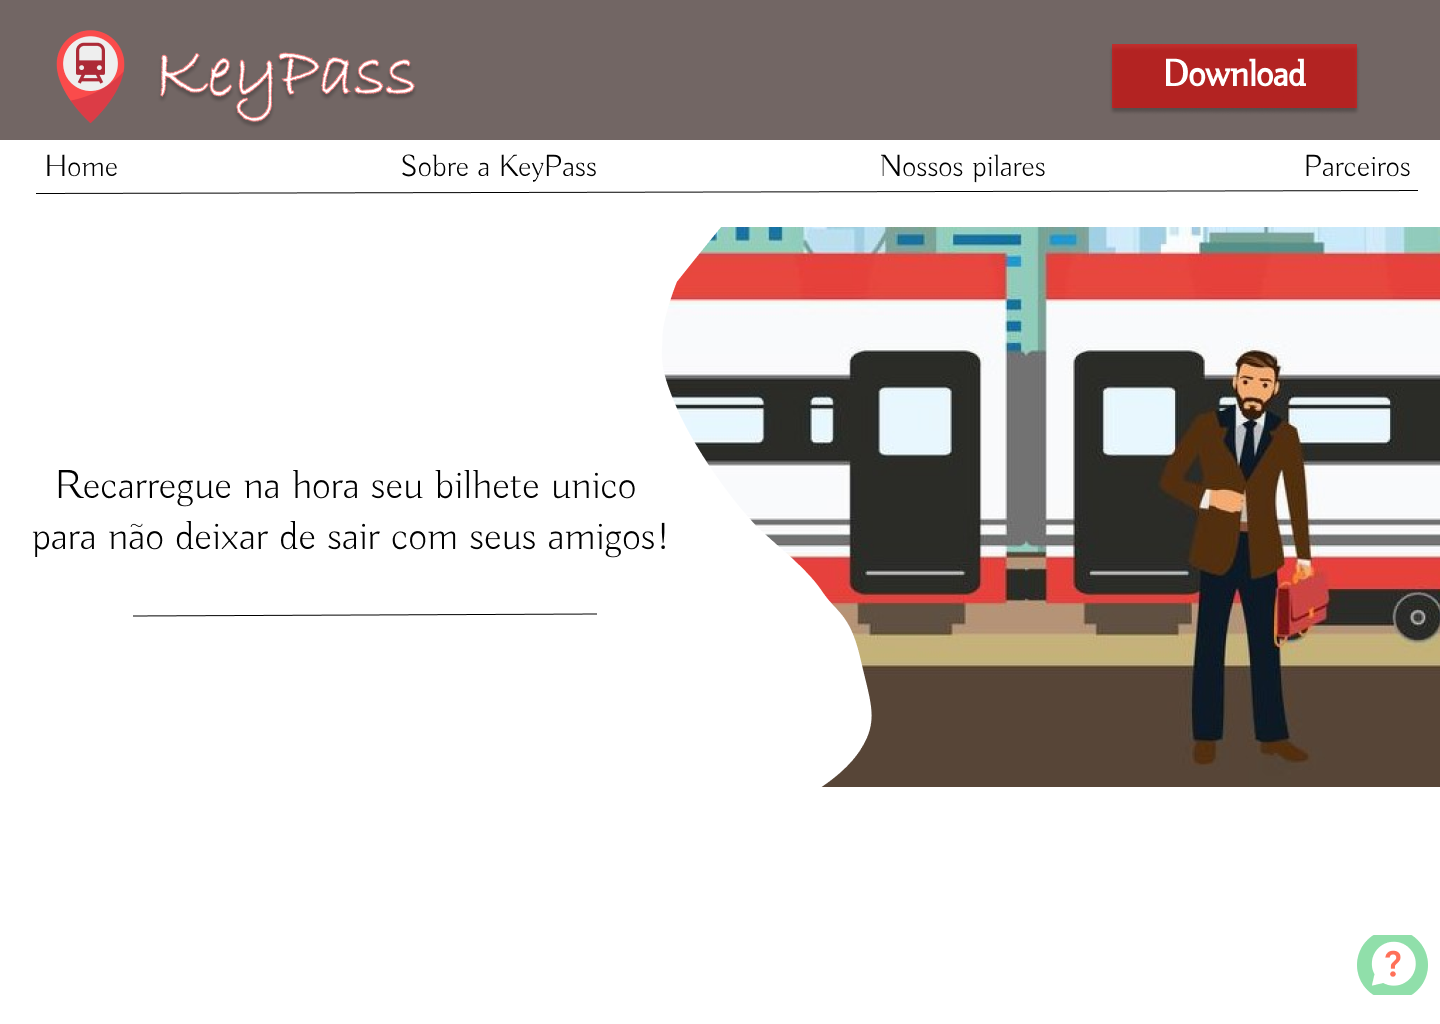 KeyPass
Download
Home
Sobre a KeyPass
Nossos pilares
Parceiros
Recarregue na hora seu bilhete unico
para não deixar de sair com seus amigos!
?